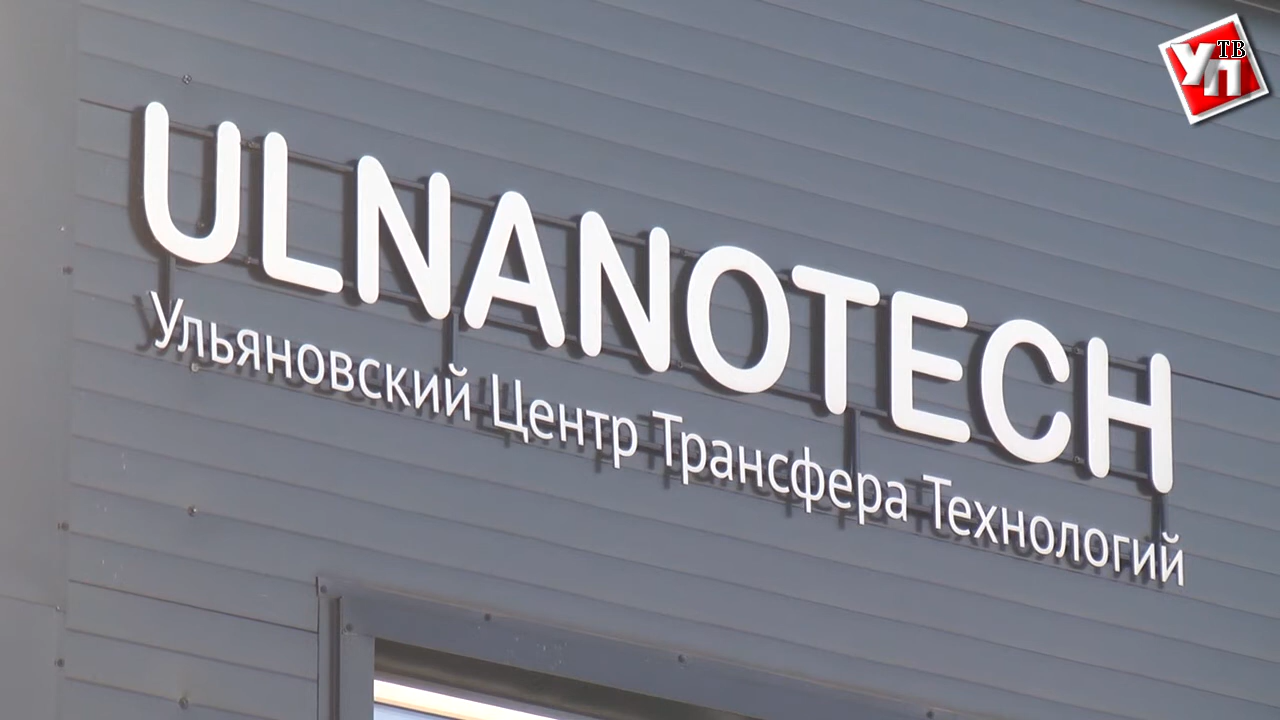 УП ТВ
ULNANOTECH
Ульяновский Центр Трансфера Технологий